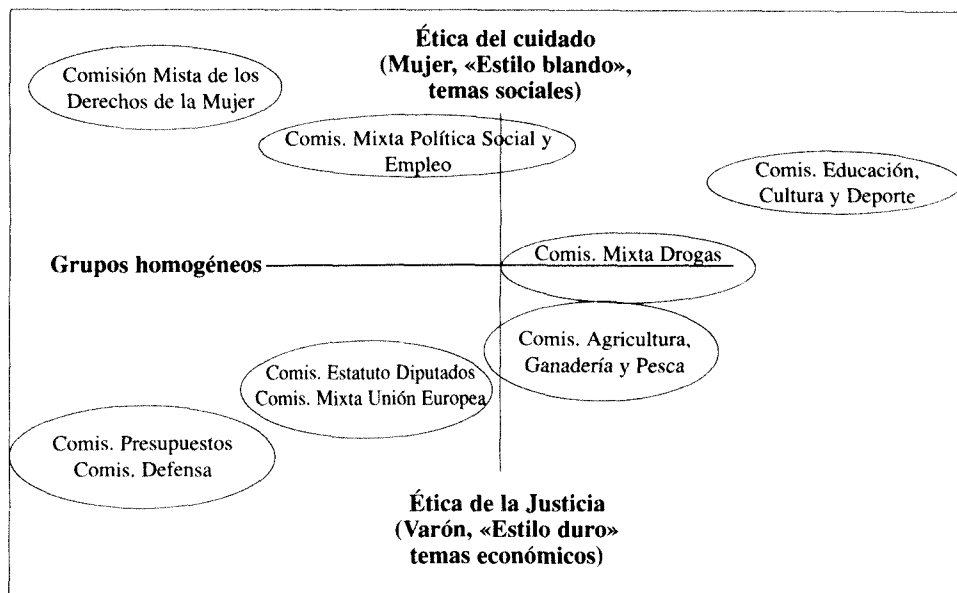 Ética del cuidado
(Mujer, «Estilo blando»,
temas sociales)
Comisión Mista de los
Derechos de la Mujer
Comis. Mixta Política Social y
Empleo
Comis. Educación,
Cultura y Deporte
Grupos homogéneos
Comis. Mixta Drogas
Comis. Agricultura,
Ganadería y Pesca
Comis. Estatuto Diputados
Comis. Mixta Unión Europea
Comis. Presupuestos
Comis. Defensa
Ética de la Justicia
(Varón, «Estilo duro»
temas económicos)